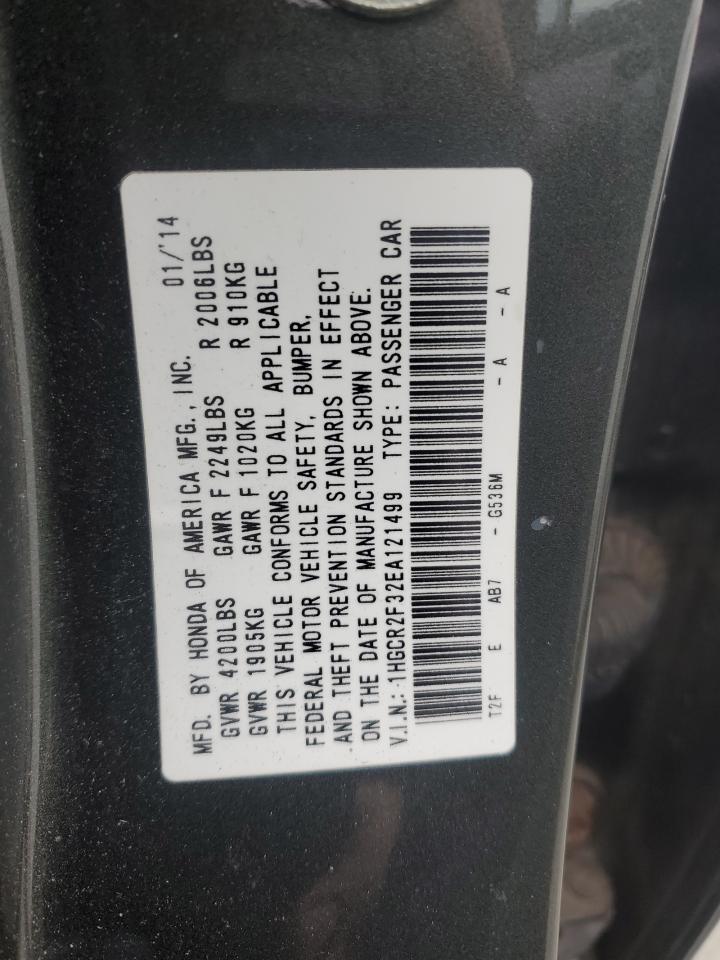 MFD. BY HONDA OF AMERICA MFG., INC. 01/'14
GVWR 4200LBS GAWR F 2249LBS R 2006LBS
GVWR 1905KG GAWR F 1020KG R 910KG
THIS VEHICLE CONFORMS TO ALL APPLICABLE
FEDERAL MOTOR VEHICLE SAFETY, BUMPER,
AND THEFT PREVENTION STANDARDS IN EFFECT
ON THE DATE OF MANUFACTURE SHOWN ABOVE.
V.I.N.: 1HGCR2F32EA121499 TYPE: PASSENGER CAR
T2F E AB7 - G536M - A - A